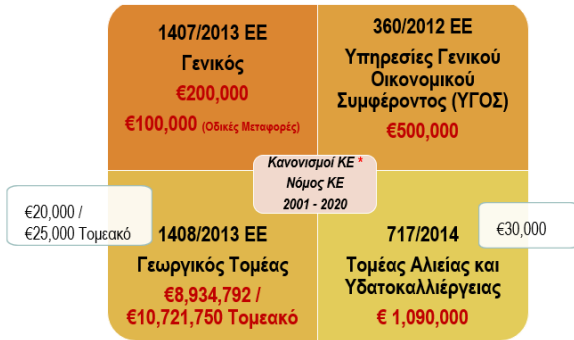 1407/2013 ΕΕ
Γενικός
€200,000
€100,000 (Οδικές Μεταφορές)
360/2012 ΕΕ
Υπηρεσίες Γενικού
Οικονομικού
Συμφέροντος (ΥΓΟΣ)
€500,000
Κανονισμοί ΚΕ *
Νόμος ΚΕ
2001 - 2020
€20,000 /
€25,000 Τομεακό
1408/2013 ΕΕ
Γεωργικός Τομέας
€8,934,792 /
€10,721,750 Τομεακό
717/2014
Τομέας Αλιείας και
Υδατοκαλλιέργειας
€ 1,090,000
€30,000